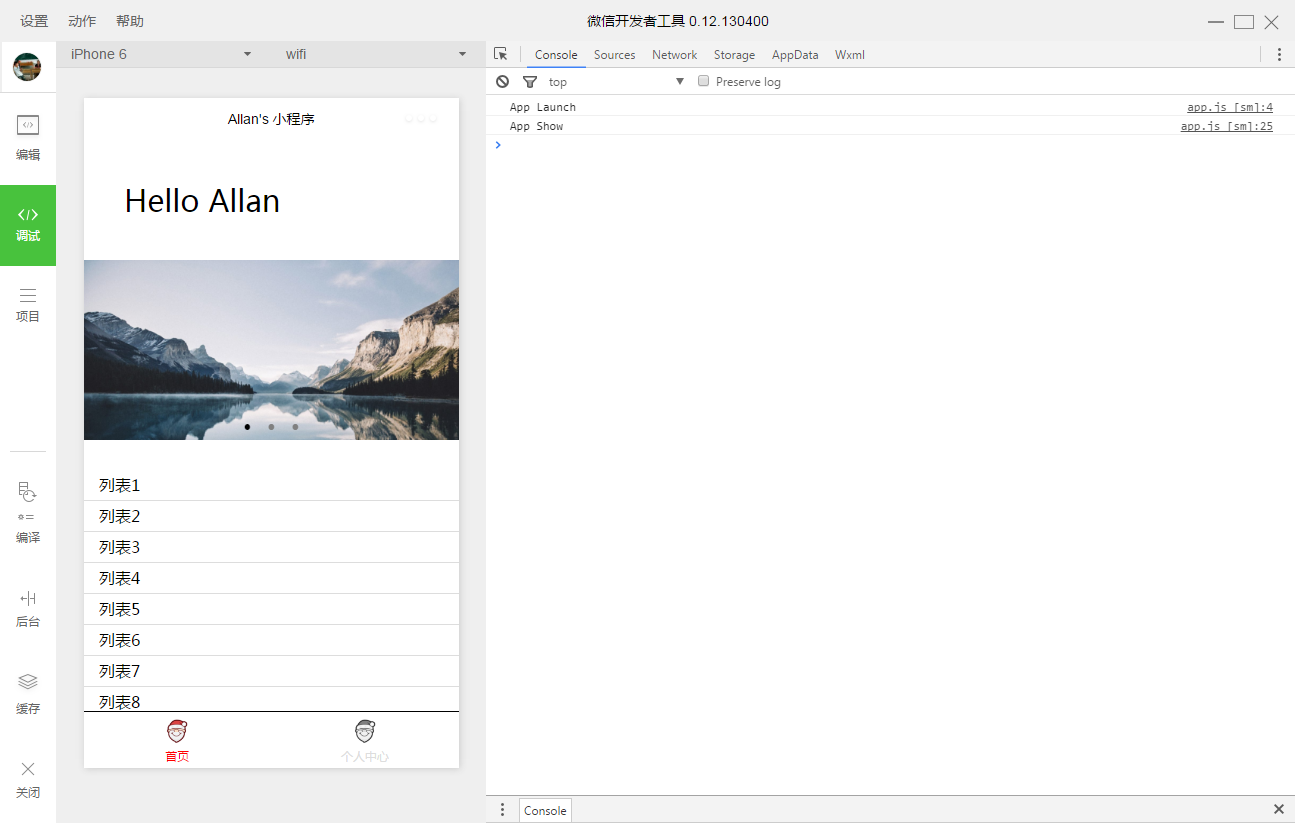 设置 动作 帮助 微信开发者工具 0.12.130400
iPhone 6 wifi
Console Sources Network Storage AppData Wxml
top Preserve log
App Launch app.js [sm]:4
App Show app.js [sm]:25
编辑
调试
项目
编译
后台
缓存
关闭
Allan's 小程序
Hello Allan
列表1
列表2
列表3
列表4
列表5
列表6
列表7
列表8
首页 个人中心
Console